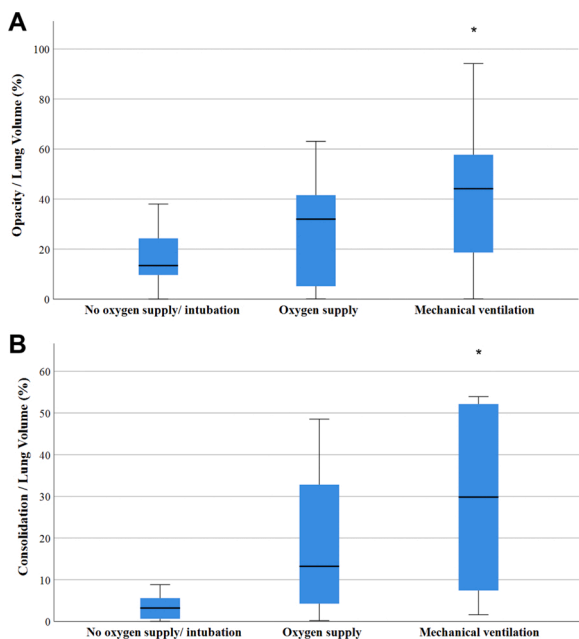 A
*
100
80
60
40
20
0
Opacity / Lung Volume (%)
No oxygen supply/ intubation Oxygen supply Mechanical ventilation
B
*
60
50
40
30
20
10
0
Consolidation / Lung Volume (%)
No oxygen supply/ intubation Oxygen supply Mechanical ventilation